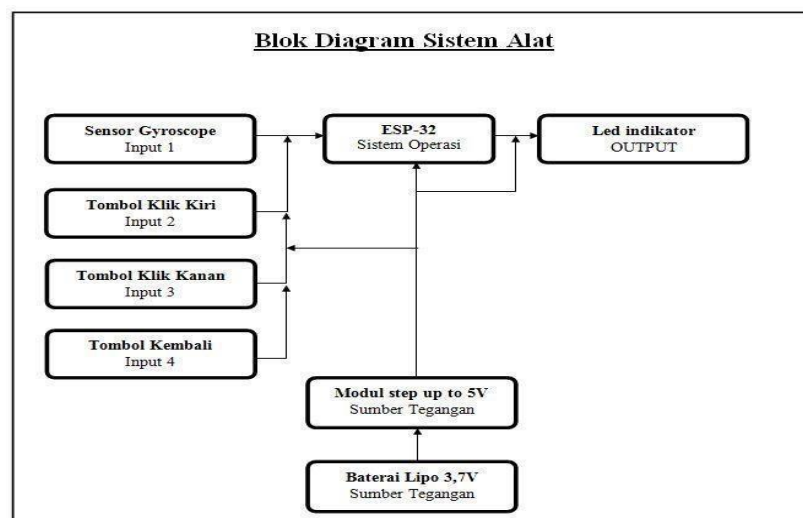 Blok Diagram Sistem Alat
Sensor Gyroscope
Input 1
ESP-32
Sistem Operasi
Led indikator
OUTPUT
Tombol Klik Kiri
Input 2
Tombol Klik Kanan
Input 3
Tombol Kembali
Input 4
Modul step up to 5V
Sumber Tegangan
Baterai Lipo 3,7V
Sumber Tegangan